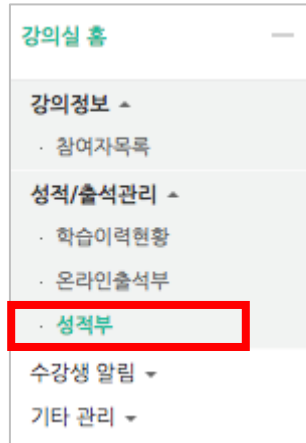 강의실 홈
강의정보
· 참여자목록
성적/출석관리
· 학습이력현황
· 온라인출석부
· 성적부
수강생 알림
기타 관리